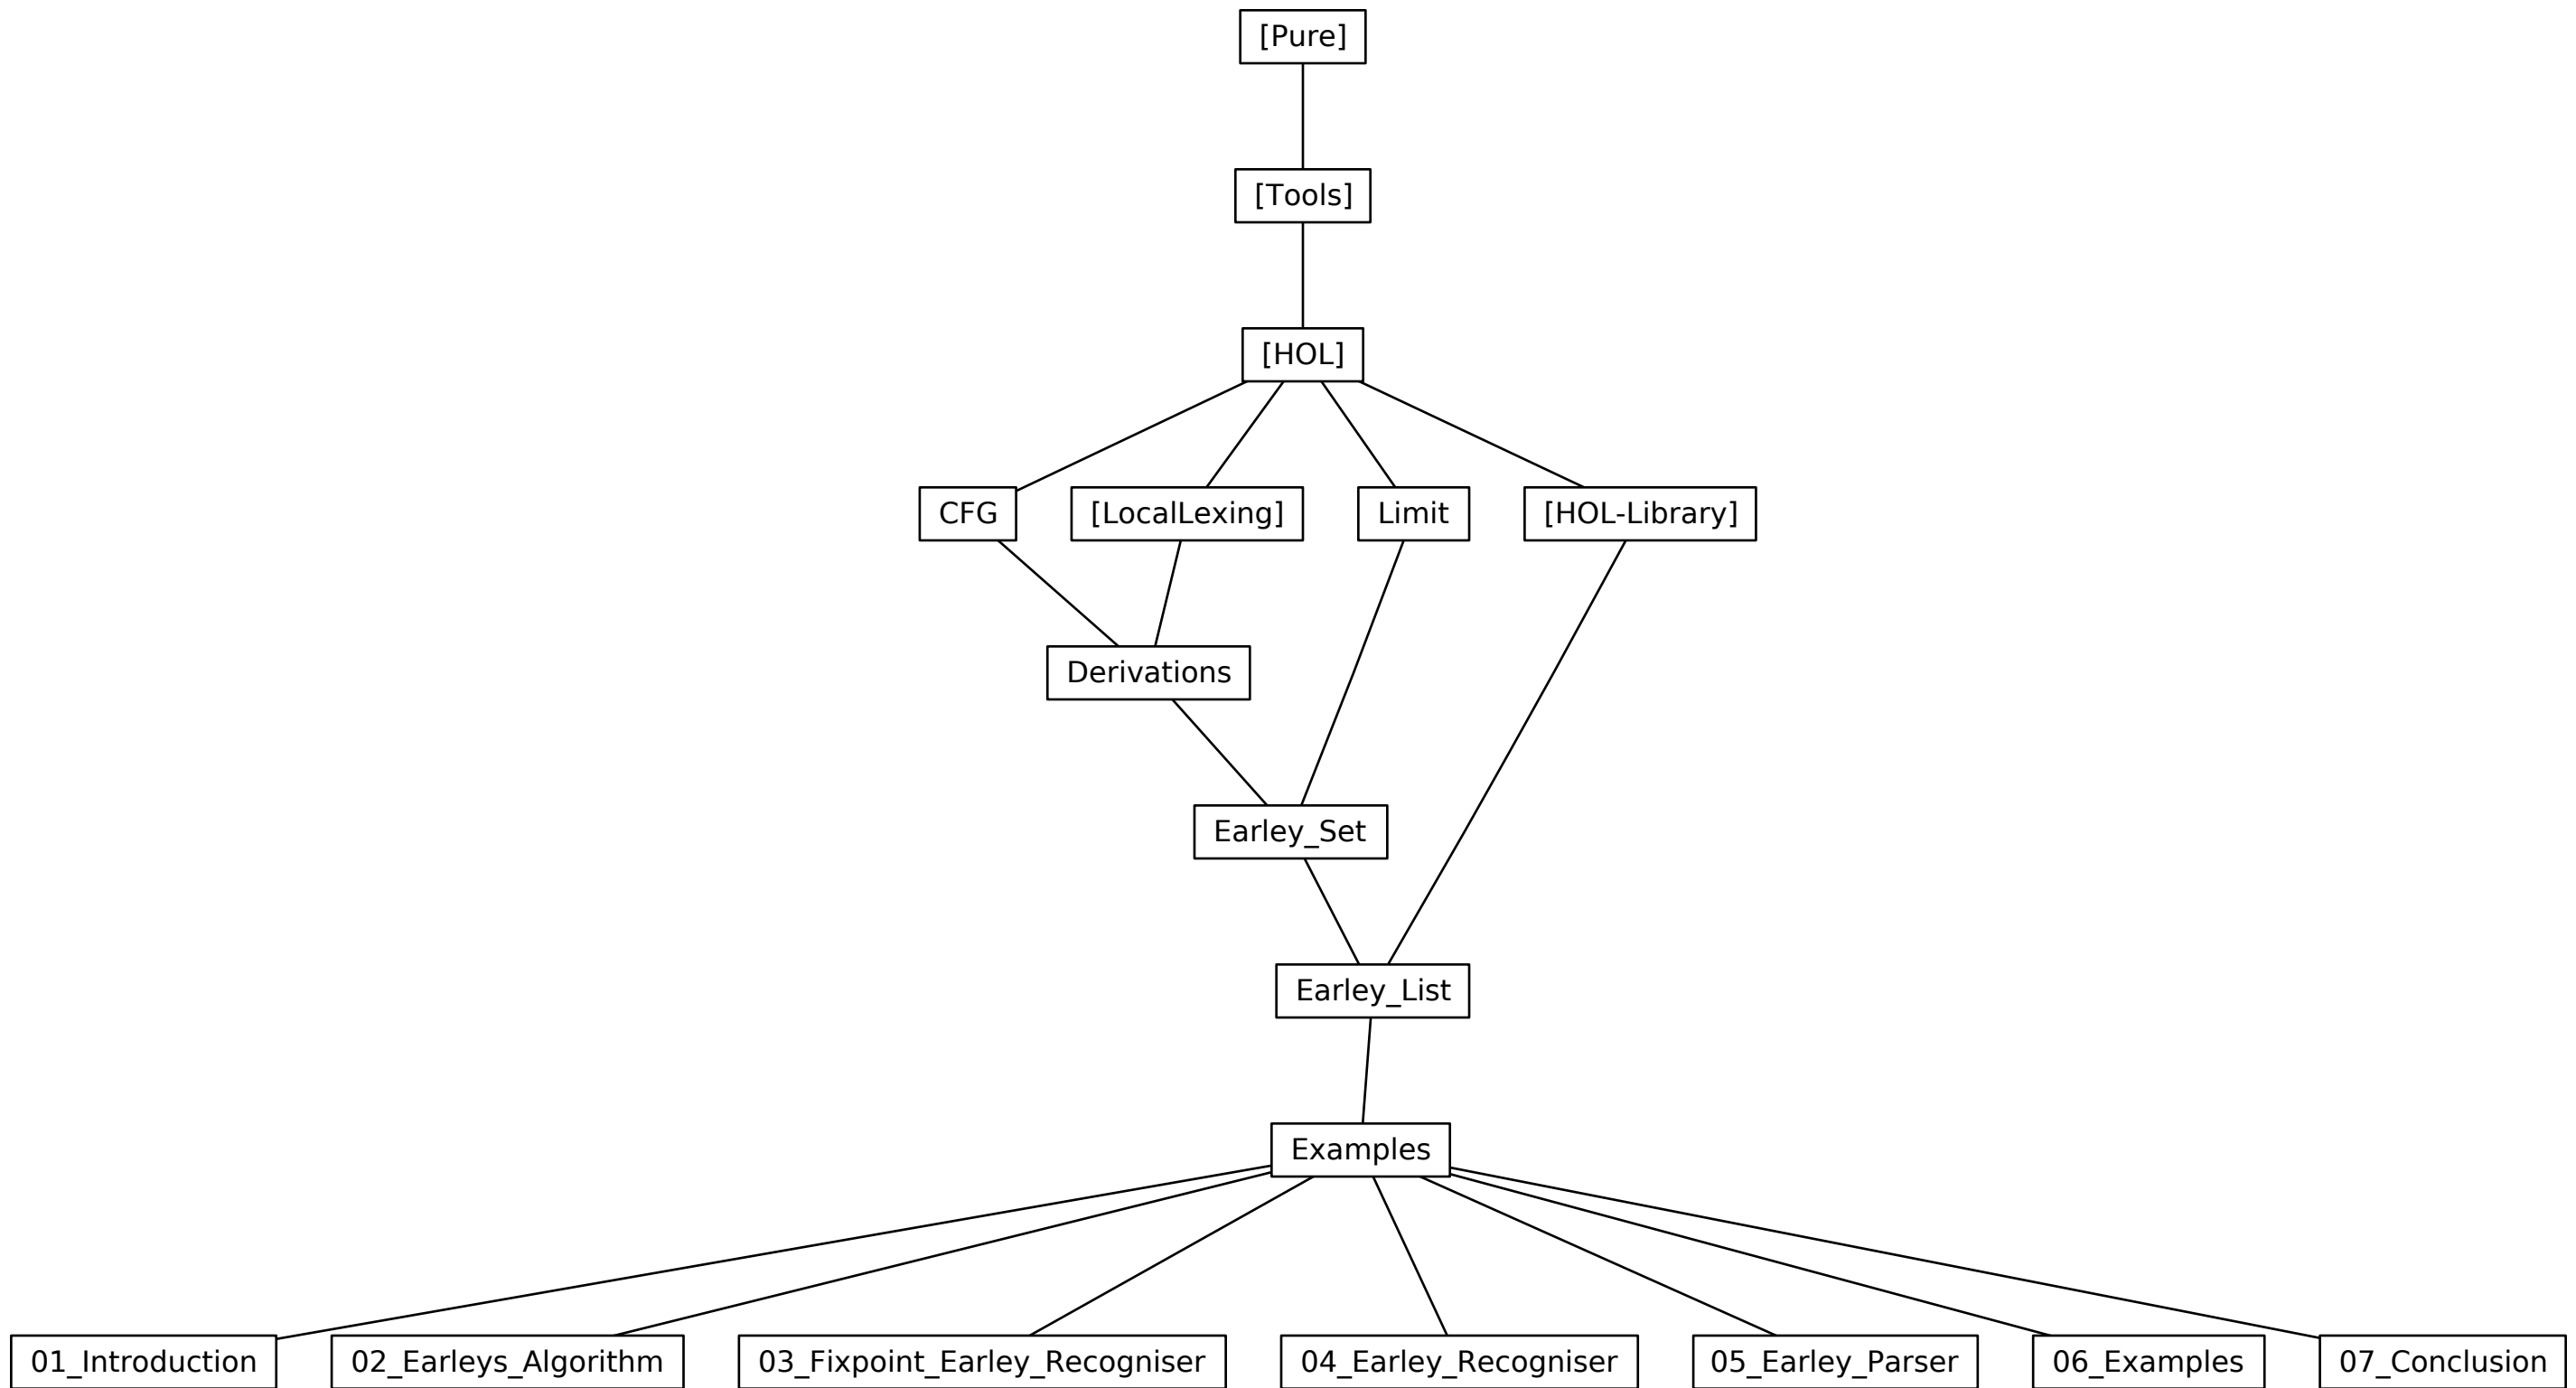 [Pure]
[Tools]
[HOL]
CFG
[LocalLexing]
Limit
[HOL-Library]
Derivations
Earley_Set
Earley_List
Examples
01_Introduction
02_Earleys_Algorithm
03_Fixpoint_Earley_Recogniser
04_Earley_Recogniser
05_Earley_Parser
06_Examples
07_Conclusion